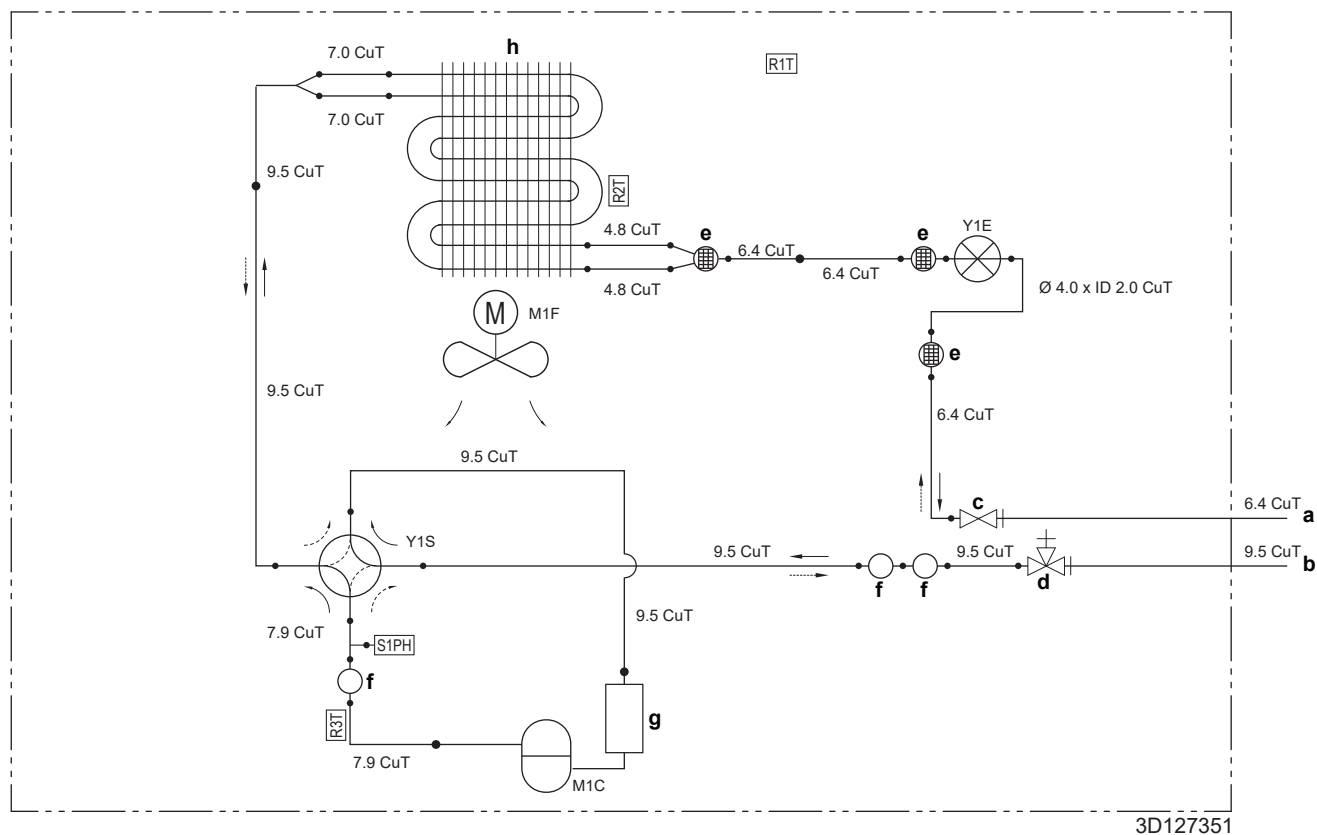 7.0 CuT
h
R1T
7.0 CuT
9.5 CuT
R2T
4.8 CuT
e
6.4 CuT
e
Y1E
6.4 CuT
4.8 CuT
Ø 4.0 x ID 2.0 CuT
M
M1F
e
9.5 CuT
6.4 CuT
9.5 CuT
c
6.4 CuT
a
Y1S
9.5 CuT
9.5 CuT
9.5 CuT
f
f
d
b
7.9 CuT
9.5 CuT
S1PH
f
g
R3T
7.9 CuT
M1C
3D127351